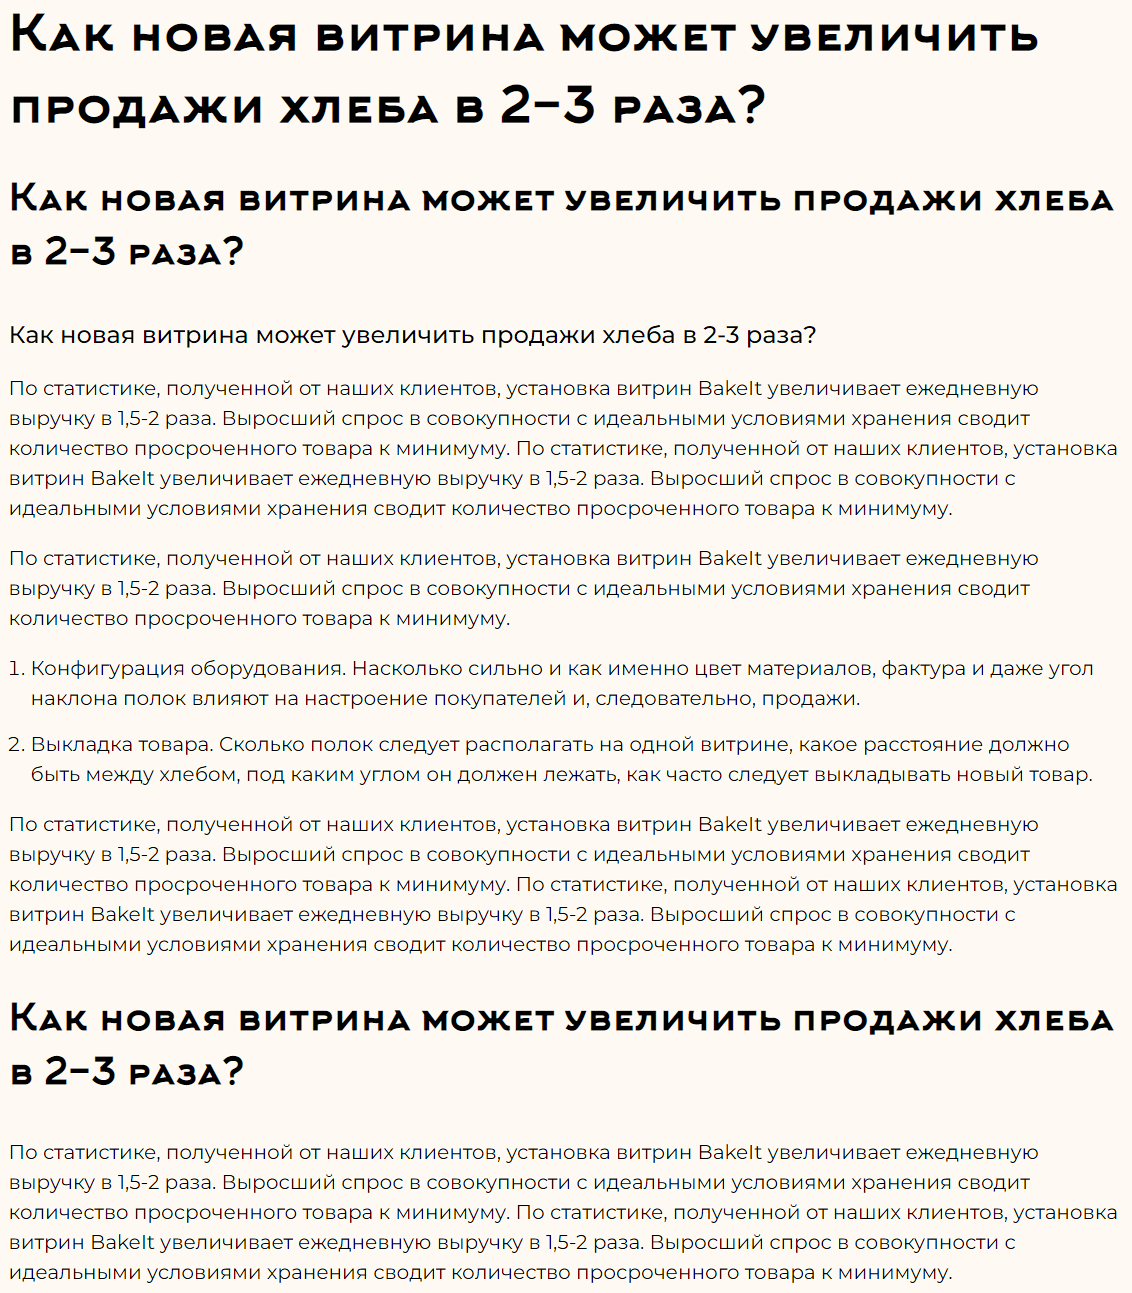 Как новая витрина может увеличить
продажи хлеба в 2–3 раза?
Как новая витрина может увеличить продажи хлеба
в 2–3 раза?
Как новая витрина может увеличить продажи хлеба в 2-3 раза?
По статистике, полученной от наших клиентов, установка витрин BakeIt увеличивает ежедневную
выручку в 1,5-2 раза. Выросший спрос в совокупности с идеальными условиями хранения сводит
количество просроченного товара к минимуму. По статистике, полученной от наших клиентов, установка
витрин BakeIt увеличивает ежедневную выручку в 1,5-2 раза. Выросший спрос в совокупности с
идеальными условиями хранения сводит количество просроченного товара к минимуму.
По статистике, полученной от наших клиентов, установка витрин BakeIt увеличивает ежедневную
выручку в 1,5-2 раза. Выросший спрос в совокупности с идеальными условиями хранения сводит
количество просроченного товара к минимуму.
1. Конфигурация оборудования. Насколько сильно и как именно цвет материалов, фактура и даже угол
наклона полок влияют на настроение покупателей и, следовательно, продажи.
2. Выкладка товара. Сколько полок следует располагать на одной витрине, какое расстояние должно
быть между хлебом, под каким углом он должен лежать, как часто следует выкладывать новый товар.
По статистике, полученной от наших клиентов, установка витрин BakeIt увеличивает ежедневную
выручку в 1,5-2 раза. Выросший спрос в совокупности с идеальными условиями хранения сводит
количество просроченного товара к минимуму. По статистике, полученной от наших клиентов, установка
витрин BakeIt увеличивает ежедневную выручку в 1,5-2 раза. Выросший спрос в совокупности с
идеальными условиями хранения сводит количество просроченного товара к минимуму.
Как новая витрина может увеличить продажи хлеба
в 2–3 раза?
По статистике, полученной от наших клиентов, установка витрин BakeIt увеличивает ежедневную
выручку в 1,5-2 раза. Выросший спрос в совокупности с идеальными условиями хранения сводит
количество просроченного товара к минимуму. По статистике, полученной от наших клиентов, установка
витрин BakeIt увеличивает ежедневную выручку в 1,5-2 раза. Выросший спрос в совокупности с
идеальными условиями хранения сводит количество просроченного товара к минимуму.